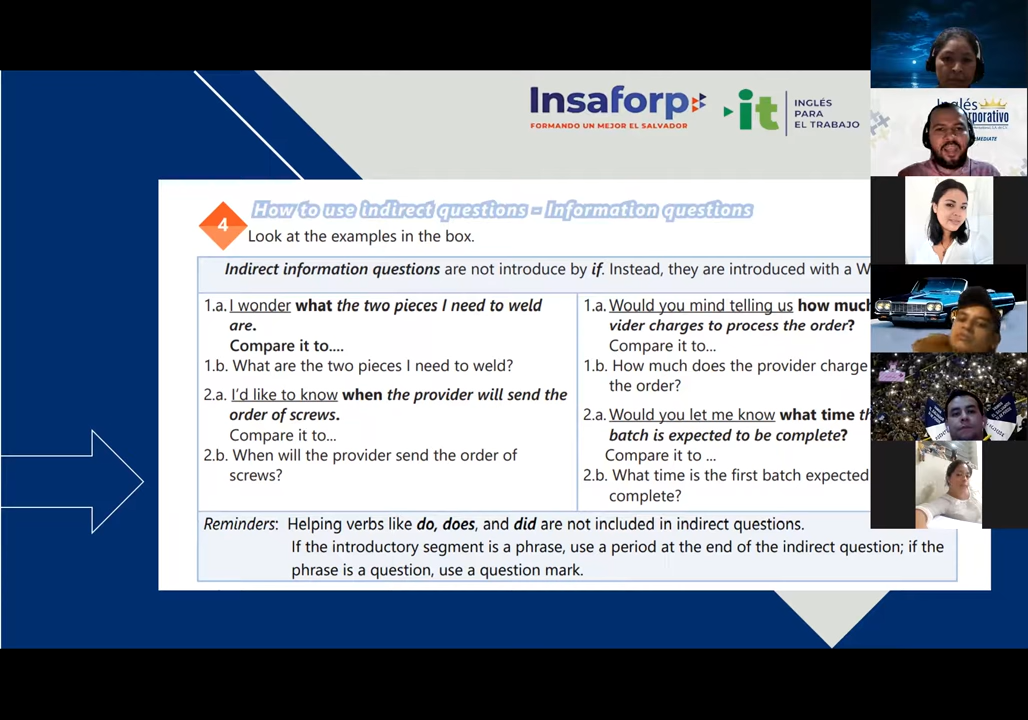 Insaforp
FORMANDO UN MEJOR EL SALVADOR
it
INGLÉS
PARA
EL TRABAJO
4
How to use indirect questions - Information questions
Look at the examples in the box.
Indirect information questions are not introduce by if. Instead, they are introduced with a W
1.a. I wonder what the two pieces I need to weld
are.
Compare it to....
1.b. What are the two pieces I need to weld?
2.a. I'd like to know when the provider will send the
order of screws.
Compare it to...
2.b. When will the provider send the order of
screws?
1.a. Would you mind telling us how much
vider charges to process the order?
Compare it to...
1.b. How much does the provider charge
the order?
2.a. Would you let me know what time th
batch is expected to be complete?
Compare it to ...
2.b. What time is the first batch expected
complete?
Reminders: Helping verbs like do, does, and did are not included in indirect questions.
If the introductory segment is a phrase, use a period at the end of the indirect question; if the
phrase is a question, use a question mark.
Inglés
rporativo
MEDIATE